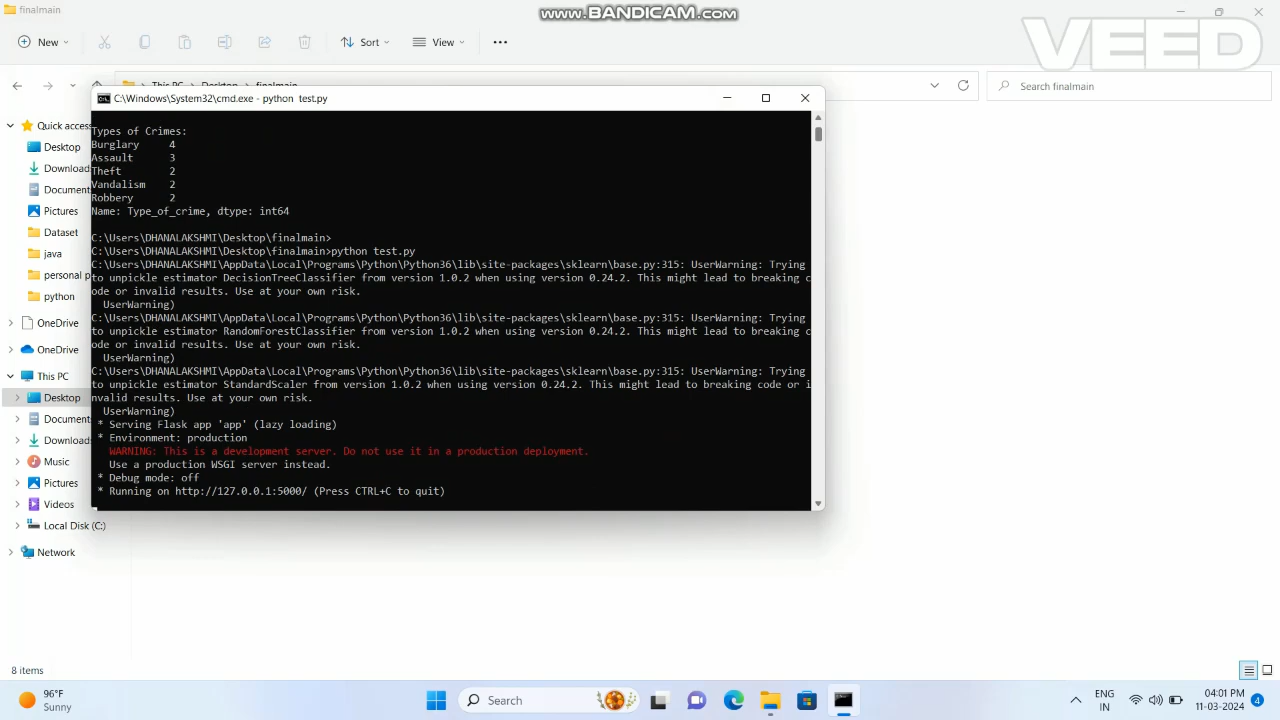 finalmain
www.BANDICAM.com
VEED
New
Sort
View
This PC
Desktop
finalmain
Search finalmain
C:\Windows\System32\cmd.exe - python  test.py
Quick access
Desktop
Download
Document
Pictures
Dataset
java
personal p
python
OneDrive
OneDrive
This PC
Desktop
Document
Downloads
Music
Pictures
Videos
Local Disk (C:)
Network
Types of Crimes:
Burglary     4
Assault      3
Theft        2
Vandalism    2
Robbery      2
Name: Type_of_crime, dtype: int64
C:\Users\DHANALAKSHMI\Desktop\finalmain>
C:\Users\DHANALAKSHMI\Desktop\finalmain>python test.py
C:\Users\DHANALAKSHMI\AppData\Local\Programs\Python\Python36\lib\site-packages\sklearn\base.py:315: UserWarning: Trying
to unpickle estimator DecisionTreeClassifier from version 1.0.2 when using version 0.24.2. This might lead to breaking c
ode or invalid results. Use at your own risk.
UserWarning)
C:\Users\DHANALAKSHMI\AppData\Local\Programs\Python\Python36\lib\site-packages\sklearn\base.py:315: UserWarning: Trying
to unpickle estimator RandomForestClassifier from version 1.0.2 when using version 0.24.2. This might lead to breaking c
ode or invalid results. Use at your own risk.
UserWarning)
C:\Users\DHANALAKSHMI\AppData\Local\Programs\Python\Python36\lib\site-packages\sklearn\base.py:315: UserWarning: Trying
to unpickle estimator StandardScaler from version 1.0.2 when using version 0.24.2. This might lead to breaking code or i
nvalid results. Use at your own risk.
UserWarning)
* Serving Flask app 'app' (lazy loading)
* Environment: production
WARNING: This is a development server. Do not use it in a production deployment.
Use a production WSGI server instead.
* Debug mode: off
* Running on http://127.0.0.1:5000/ (Press CTRL+C to quit)
8 items
96°F
Sunny
Search
ENG
IN
04:01 PM
11-03-2024
4